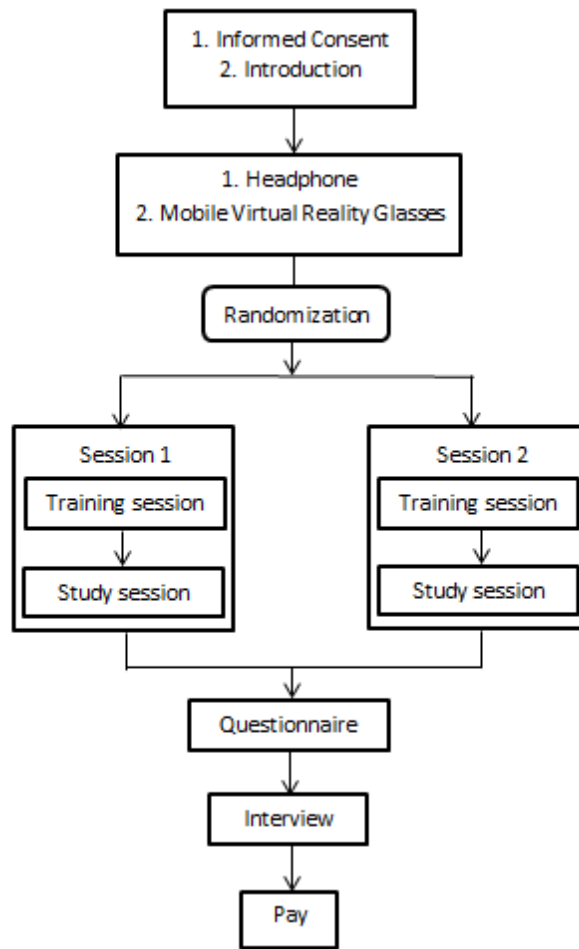 1. Informed Consent
2. Introduction
1. Headphone
2. Mobile Virtual Reality Glasses
Randomization
Session 1
Training session
Study session
Session 2
Training session
Study session
Questionnaire
Interview
Pay